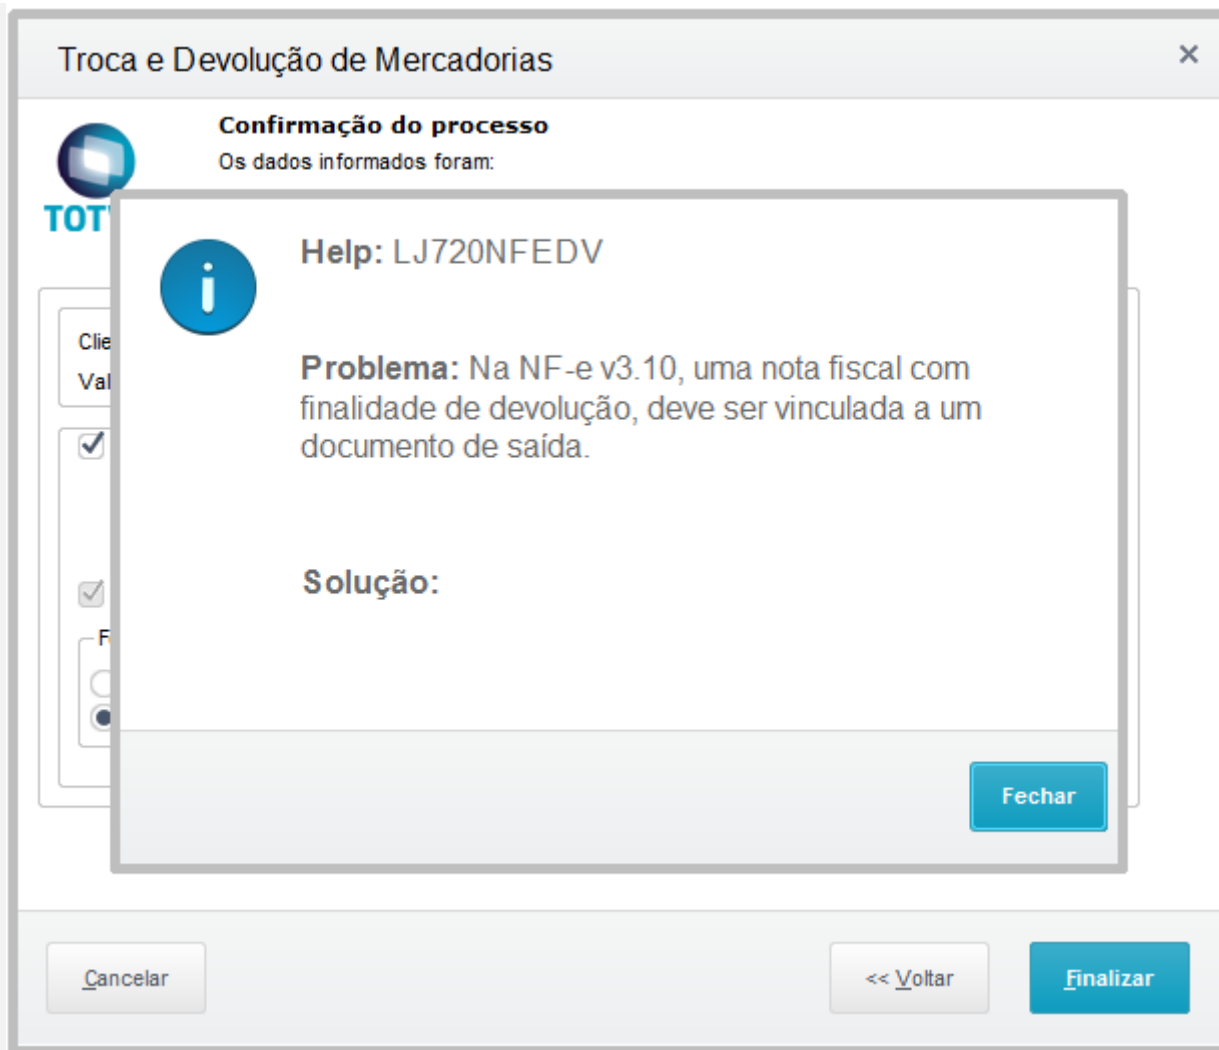 Troca e Devolução de Mercadorias
Confirmação do processo
Os dados informados foram:
Help: LJ720NFEDV
Problema: Na NF-e v3.10, uma nota fiscal com
finalidade de devolução, deve ser vinculada a um
documento de saída.
Solução:
Fechar
Cancelar
<< Voltar
Finalizar